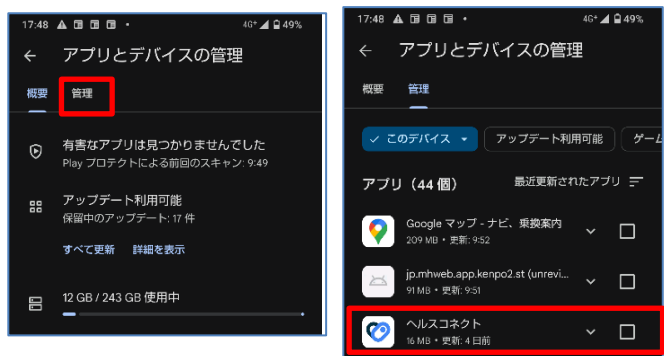 17:48 4G+ 49%
← アプリとデバイスの管理
概要 管理
有害なアプリは見つかりませんでした
Play プロテクトによる前回のスキャン: 9:49
アップデート利用可能
保留中のアップデート: 17 件
すべて更新 詳細を表示
12 GB / 243 GB 使用中
17:48 4G+ 49%
← アプリとデバイスの管理
概要 管理
✓ このデバイス アップデート利用可能 ゲーム
アプリ（44 個） 最近更新されたアプリ
Google マップ - ナビ、乗換案内
209 MB • 更新: 9:52
jp.mhweb.app.kenpo2.st (unrevi...
91 MB • 更新: 9:51
ヘルスコネクト
16 MB • 更新: 4 日前